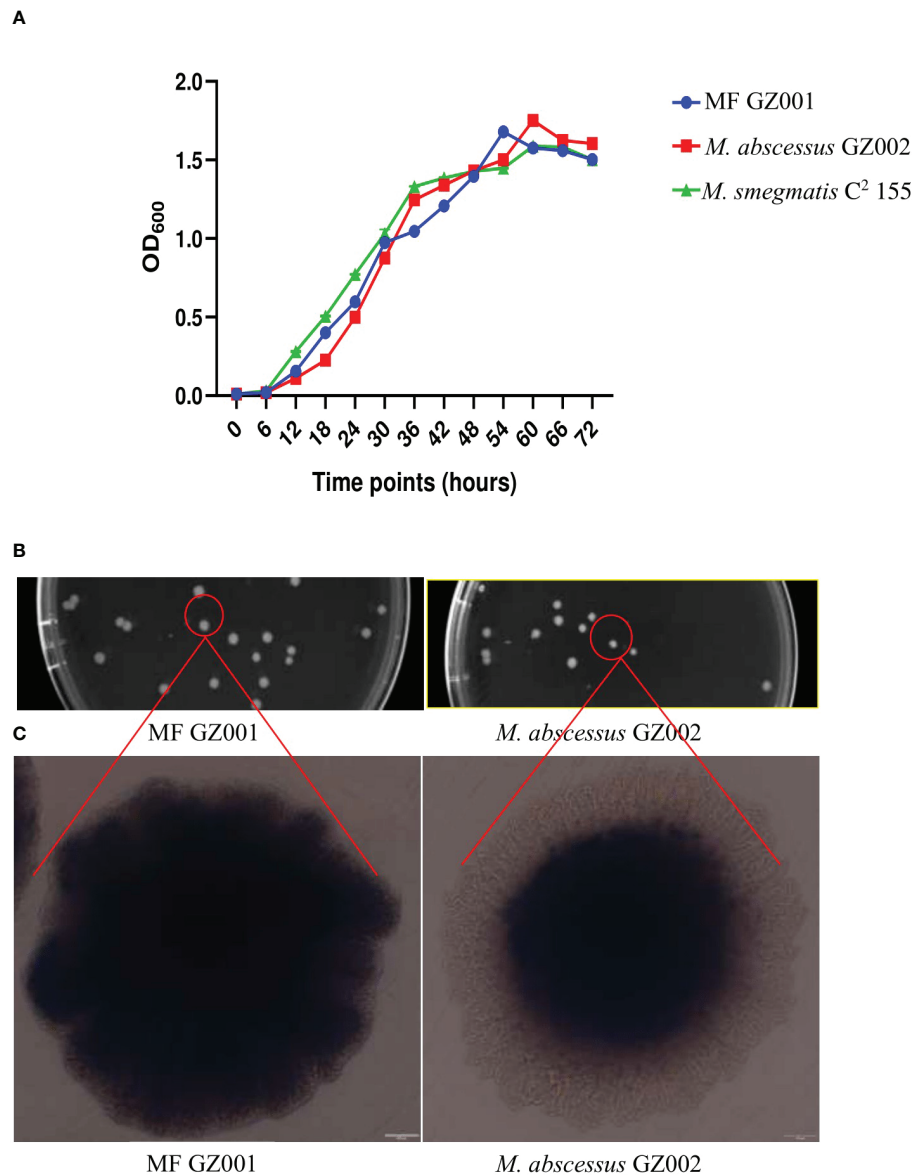 A
2.0
1.5
1.0
0.5
0.0
OD600
0 6 12 18 24 30 36 42 48 54 60 66 72
Time points (hours)
MF GZ001
M. abscessus GZ002
M. smegmatis C² 155
B
MF GZ001 M. abscessus GZ002
C
MF GZ001 M. abscessus GZ002